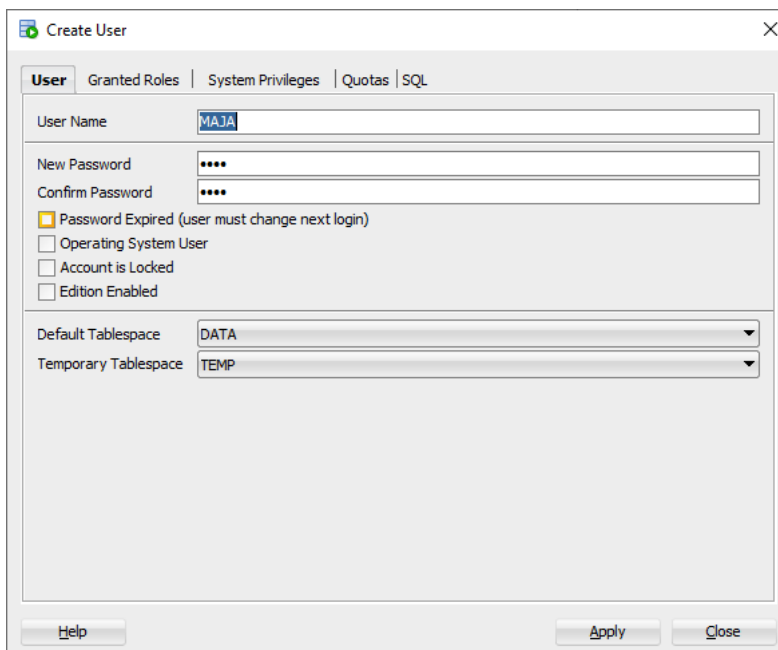 Create User
User Granted Roles System Privileges Quotas SQL
User Name MAJA
New Password ••••
Confirm Password ••••
Password Expired (user must change next login)
Operating System User
Account is Locked
Edition Enabled
Default Tablespace DATA
Temporary Tablespace TEMP
Help Apply Close